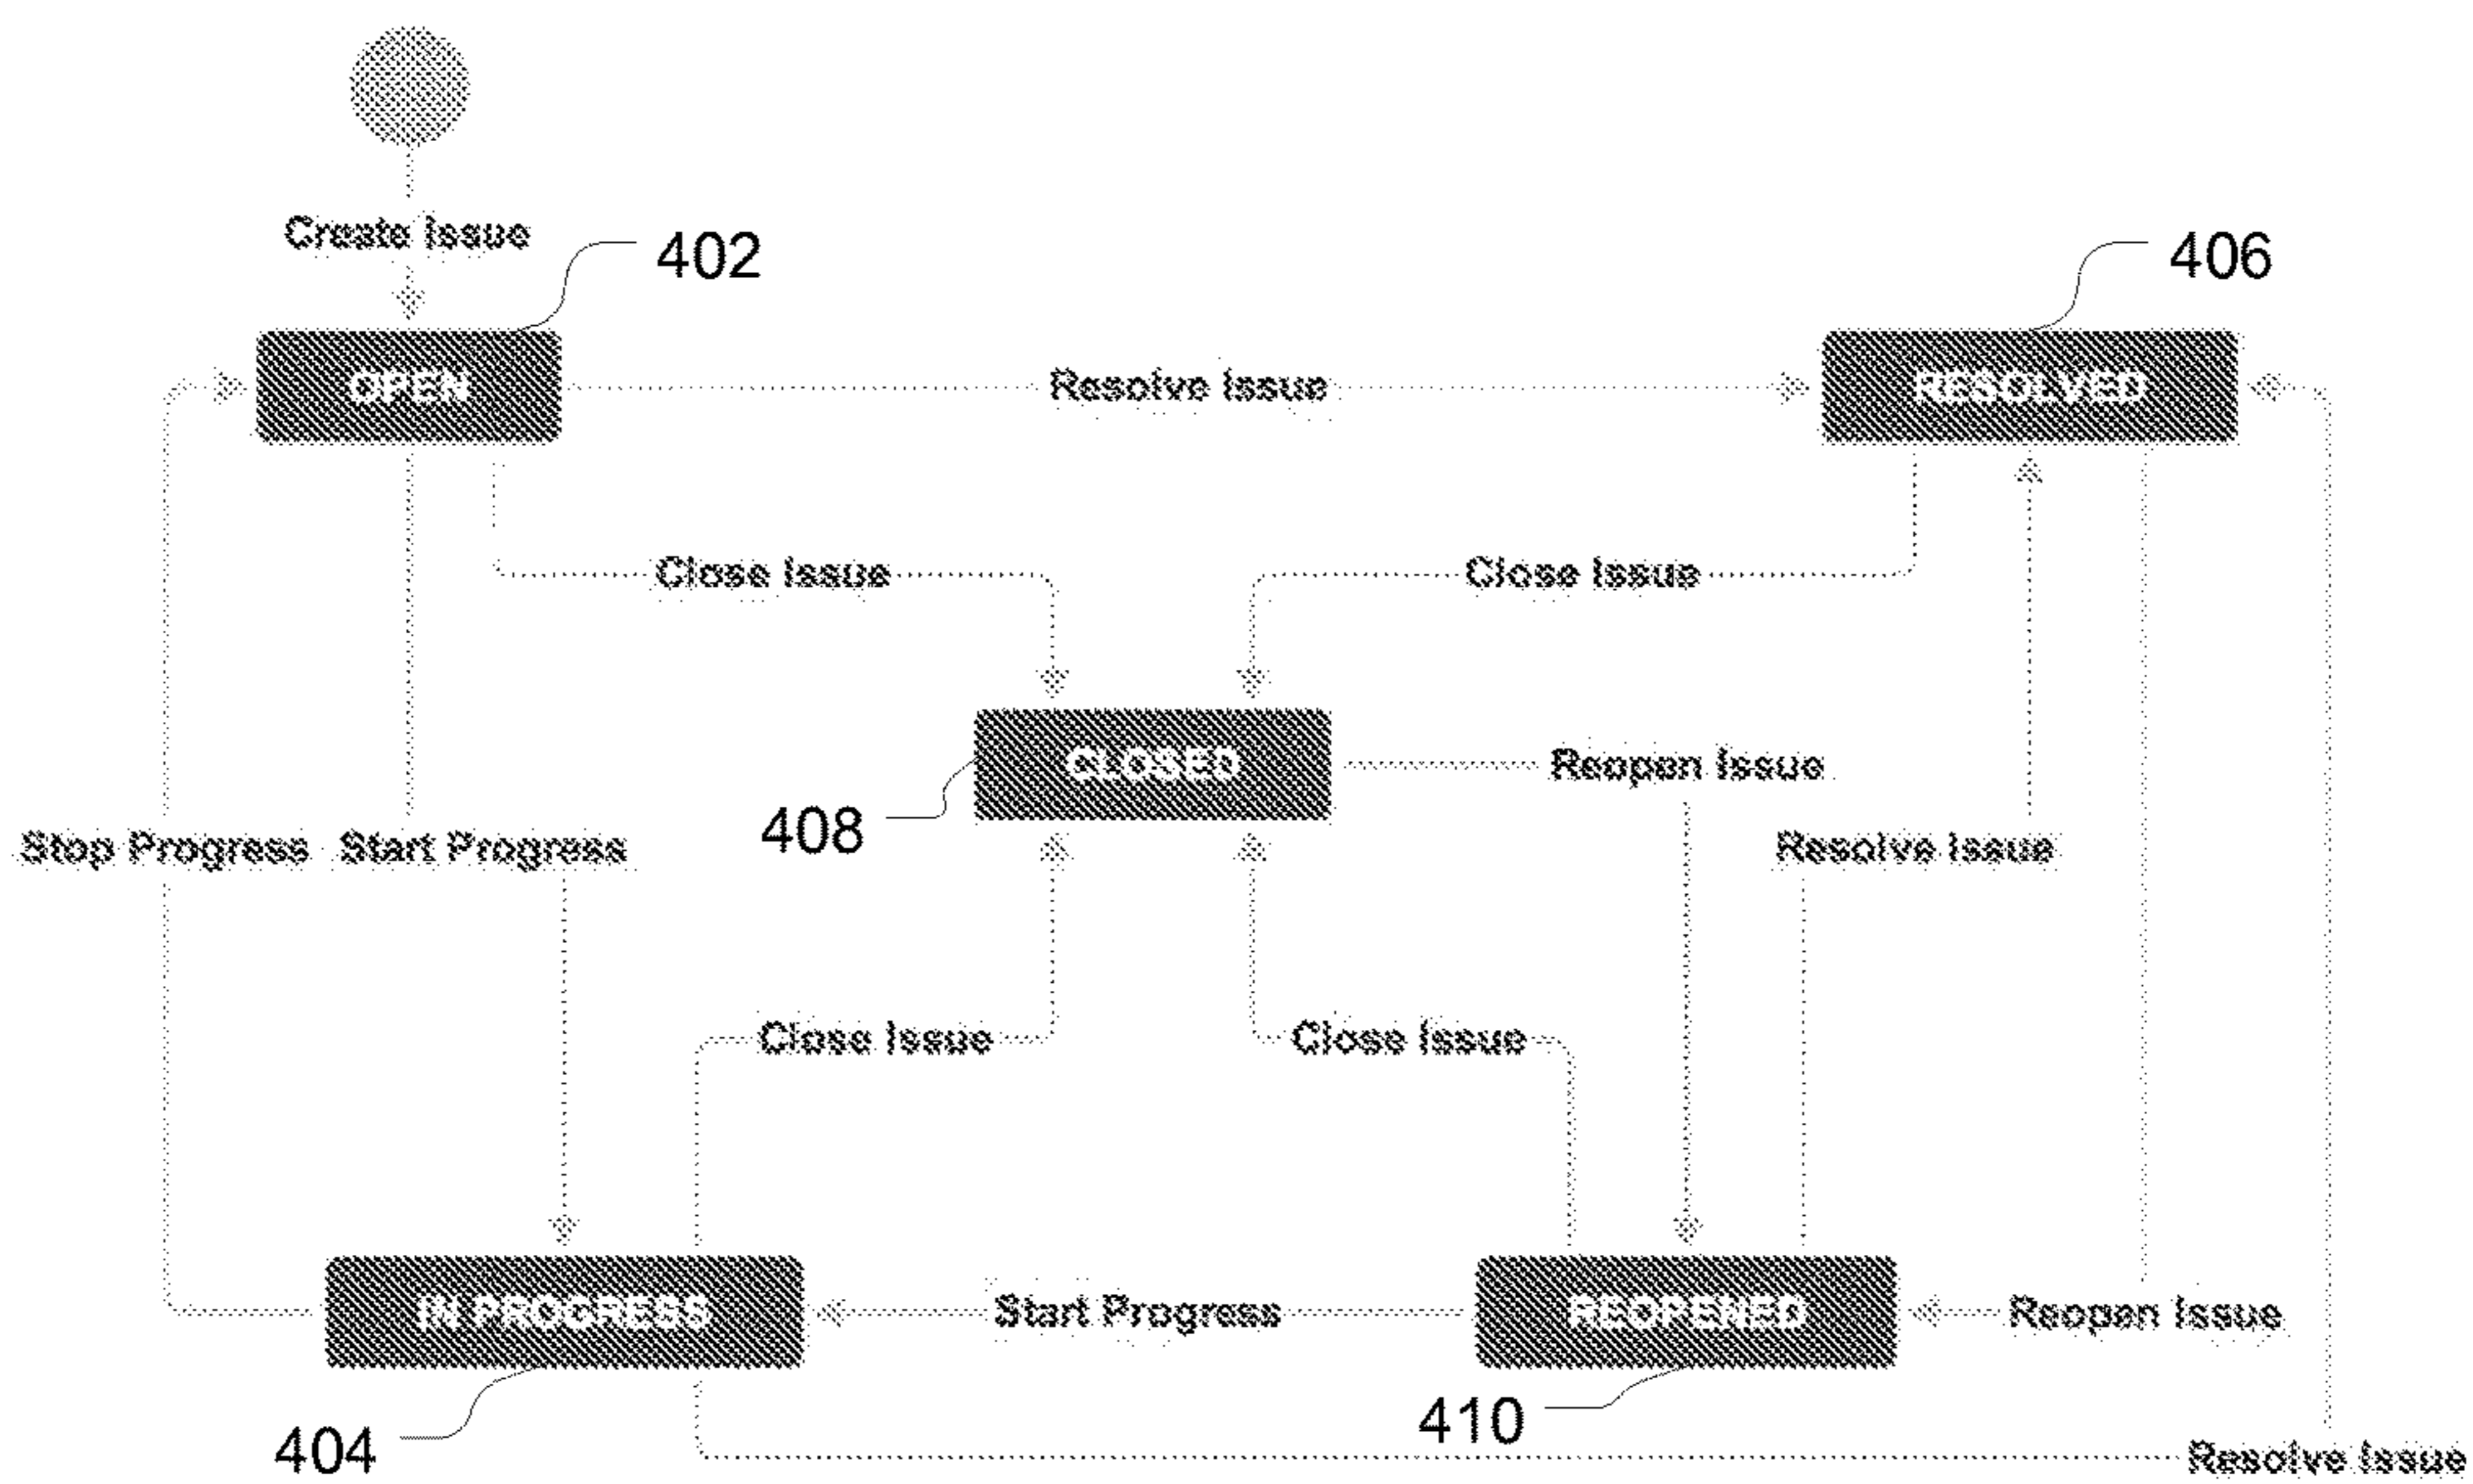 Create Issue
402
406
OPEN
Resolve Issue
RESOLVED
Close Issue
Close Issue
CLOSED
Reopen Issue
408
Stop Progress
Start Progress
Resolve Issue
Close Issue
Close Issue
IN PROGRESS
Start Progress
REOPENED
Reopen Issue
404
410
Resolve Issue